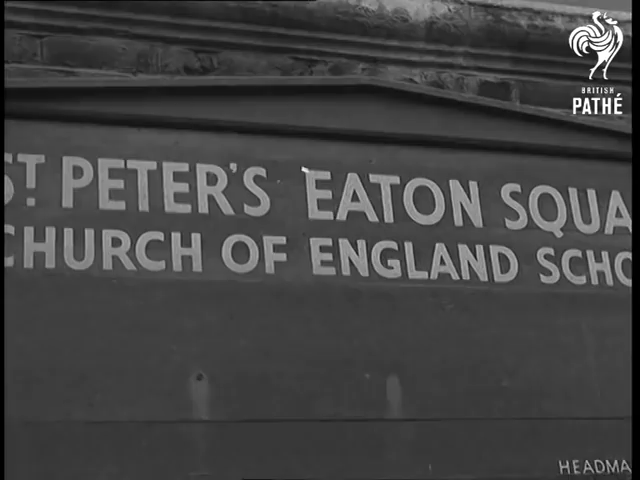 BRITISH
PATHÉ
ST. PETER'S EATON SQUA
CHURCH OF ENGLAND SCHO
HEADMA